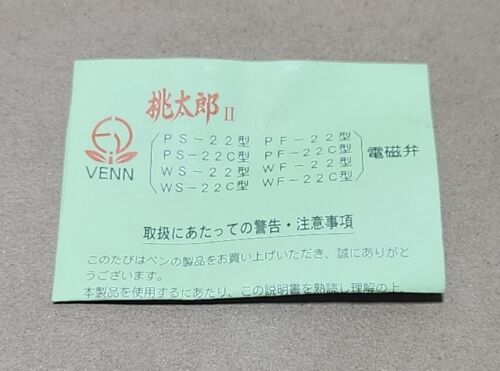 桃太郎 II
VENN
PS-22型 PF-22型
PS-22C型 PF-22C型
WS-22型 WF-22型
WS-22C型 WF-22C型
電磁弁
取扱にあたっての警告・注意事項
このたびはベンの製品をお買い上げいただき、誠にありがと
うございます。
本製品を使用するにあたり、この説明書を熟読し理解の上、